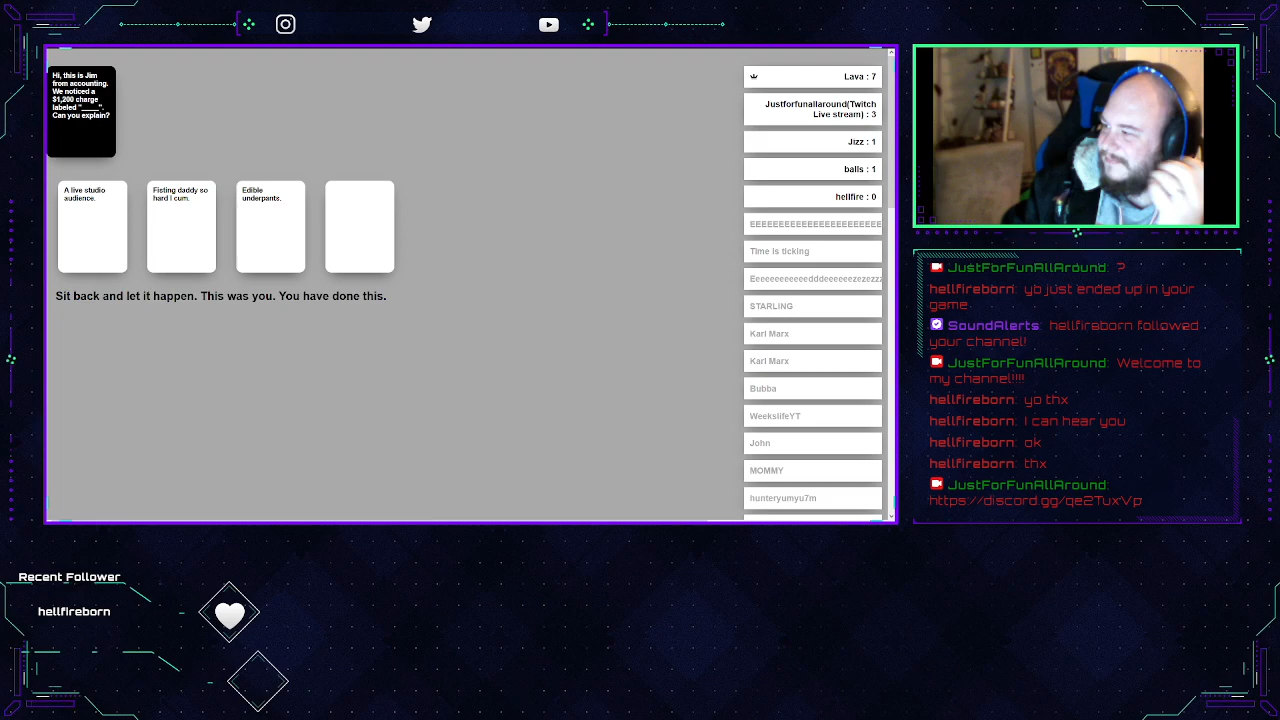 Hi, this is Jim
from accounting.
We noticed a
$1,200 charge
labeled "_____".
Can you explain?
A live studio
audience.
Fisting daddy so
hard I cum.
Edible
underpants.
Sit back and let it happen. This was you. You have done this.
Lava : 7
Justforfunallaround(Twitch
Live stream) : 3
Jizz : 1
balls : 1
hellfire : 0
EEEEEEEEEEEEEEEEEEEEEEE
Time is ticking
Eeeeeeeeeeeddeeeeeezezezzz
STARLING
Karl Marx
Karl Marx
Bubba
WeekslifeYT
John
MOMMY
hunteryumyu7m
JustForFunAllAround: ?
hellfireborn: yb just ended up in your
game
SoundAlerts: hellfireborn followed
your channel!
JustForFunAllAround: Welcome to
my channel!!!!
hellfireborn: yo thx
hellfireborn: I can hear you
hellfireborn: ok
hellfireborn: thx
JustForFunAllAround:
https://discord.gg/qe2TuxVp
Recent Follower
hellfireborn